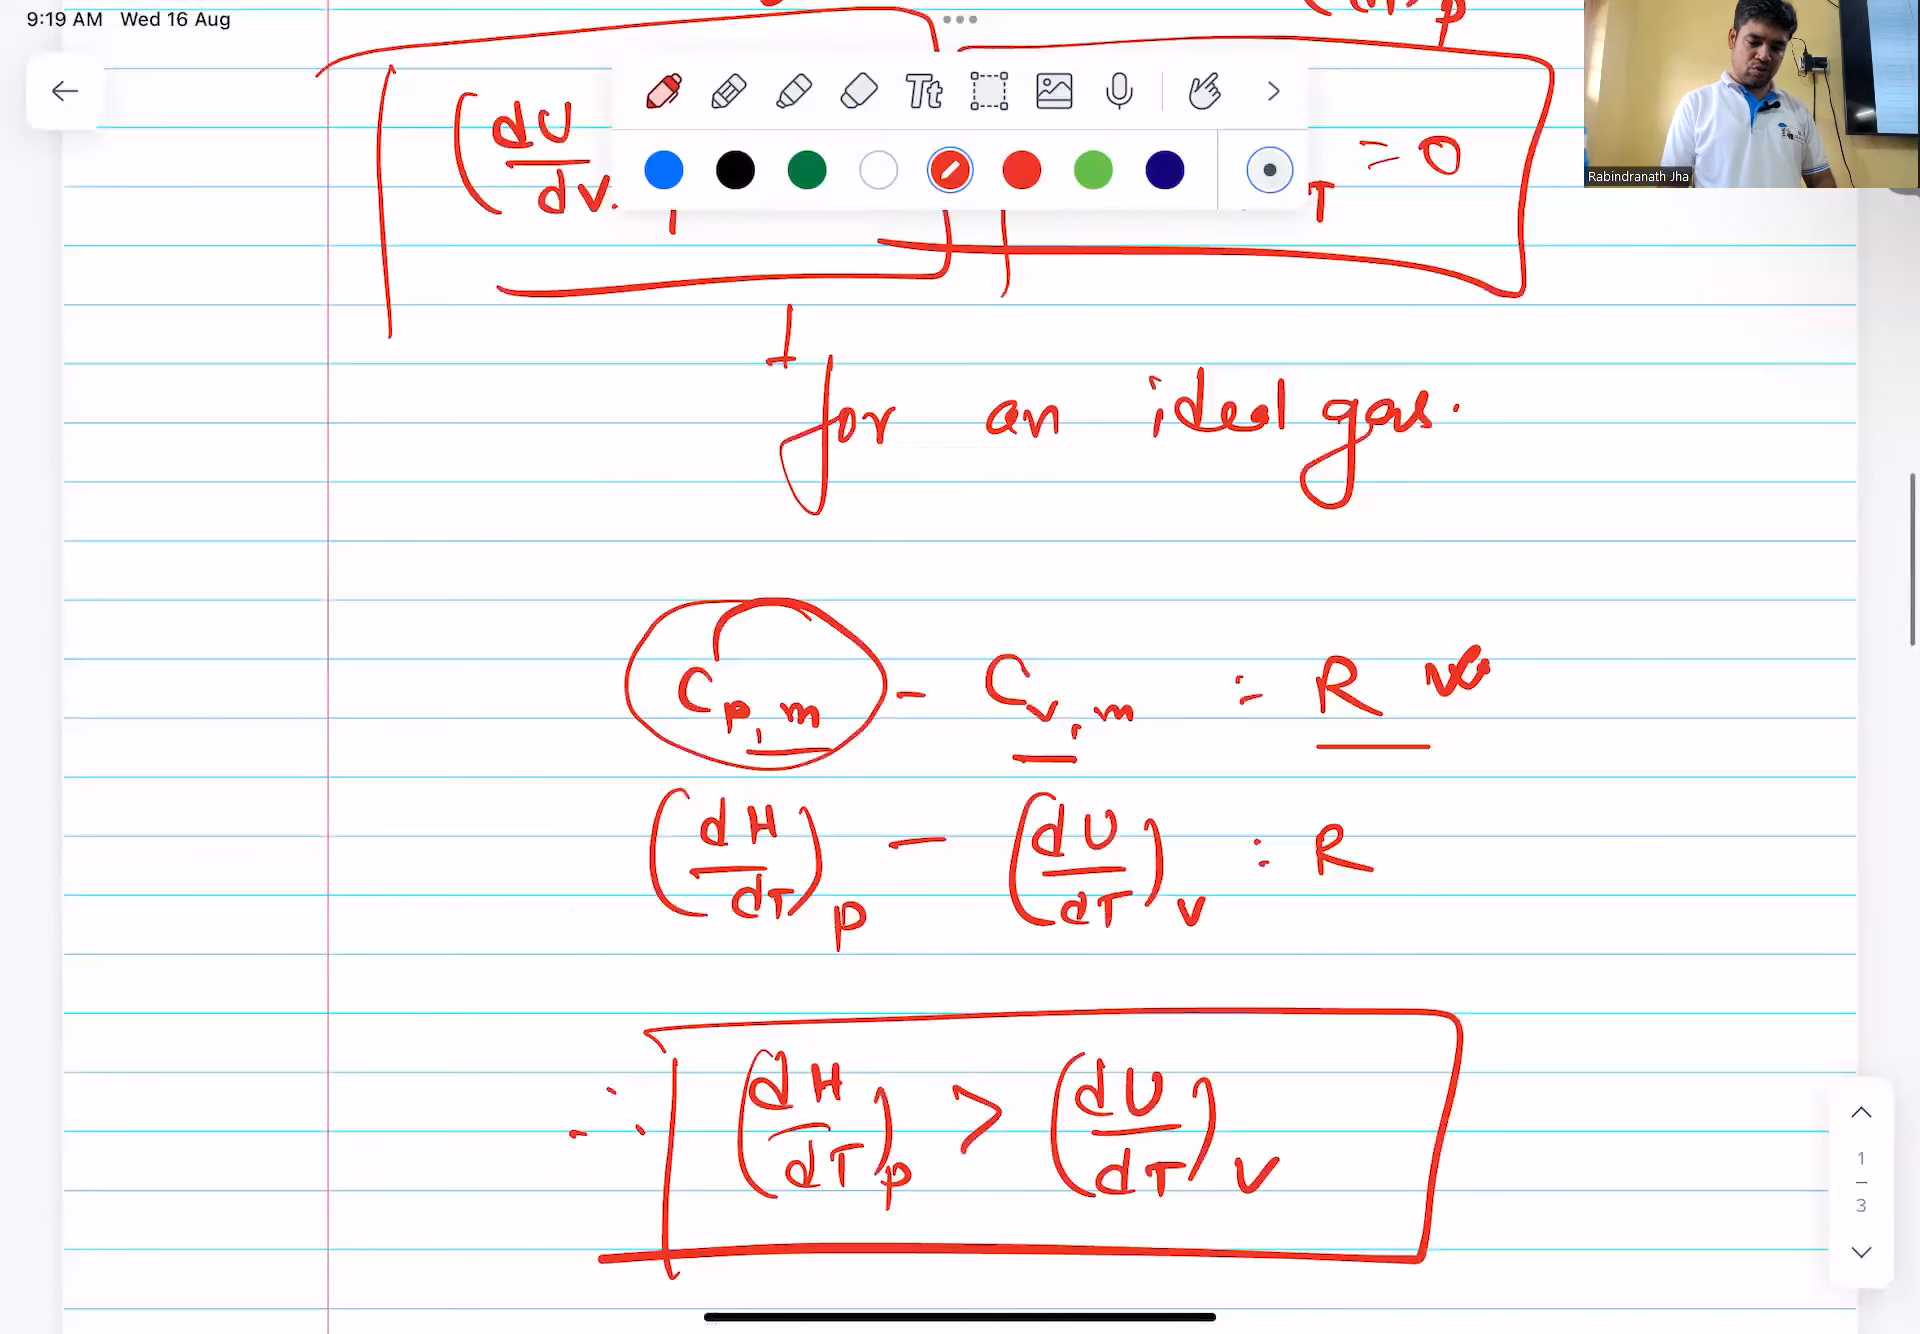 9:19 AM Wed 16 Aug
p
Tt
(dU
dV.
= 0
T
Rabindranath Jha
for an ideal gas.
Cp,m - Cv,m = R
(dH/dT)p - (dU/dT)v = R
1
3
∴ (dH/dT)p > (dU/dT)v